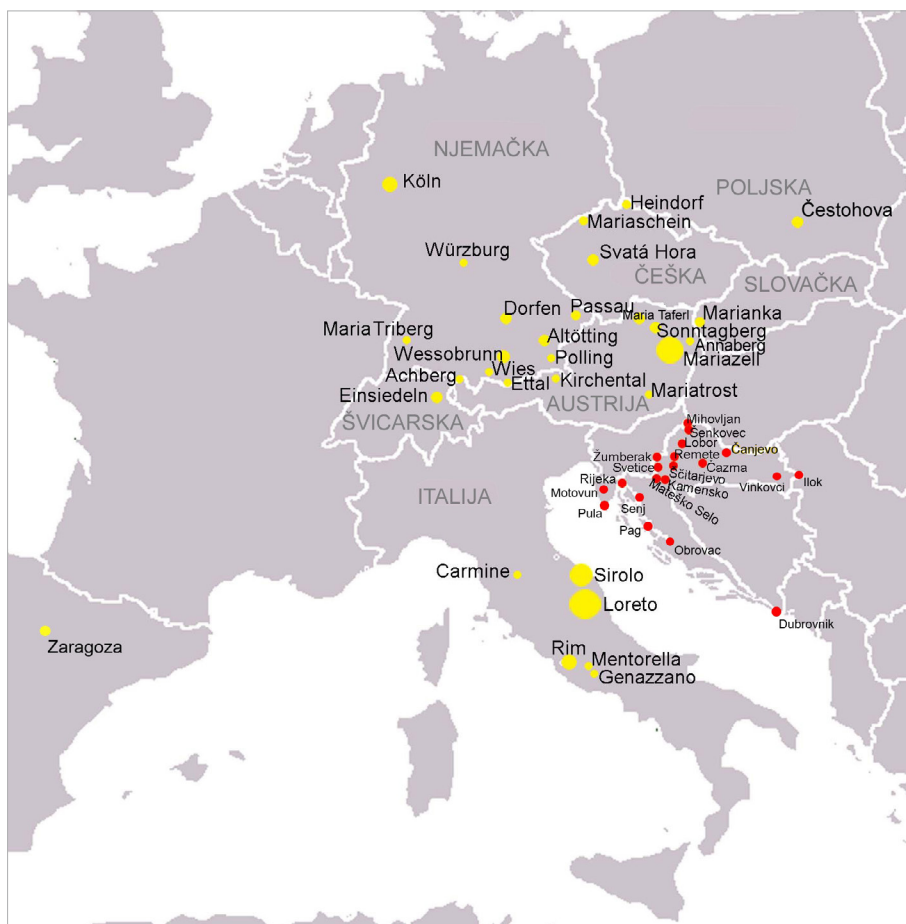 NJEMAČKA
Köln
POLJSKA
Heindorf
Čestohova
Mariaschein
Würzburg
Svatá Hora
ČEŠKA
SLOVAČKA
Dorfen
Passau
Maria Taferl
Marianka
Maria Triberg
Altötting
Sonntagberg
Annaberg
Wessobrunn
Polling
Mariazell
Wies
Achberg
Ettal
Kirchental
Einsiedeln
Mariatrost
AUSTRIJA
ŠVICARSKA
Mihovljan
Šenkovec
Lobor
Čanjevo
Žumberak
Remete
Svetice
Ščitarjevo
Čazma
Rijeka
Kamensko
Vinkovci
Ilok
ITALIJA
Motovun
Mateško Selo
Senj
Pula
Pag
Obrovac
Carmine
Sirolo
Loreto
Dubrovnik
Zaragoza
Rim
Mentorella
Genazzano